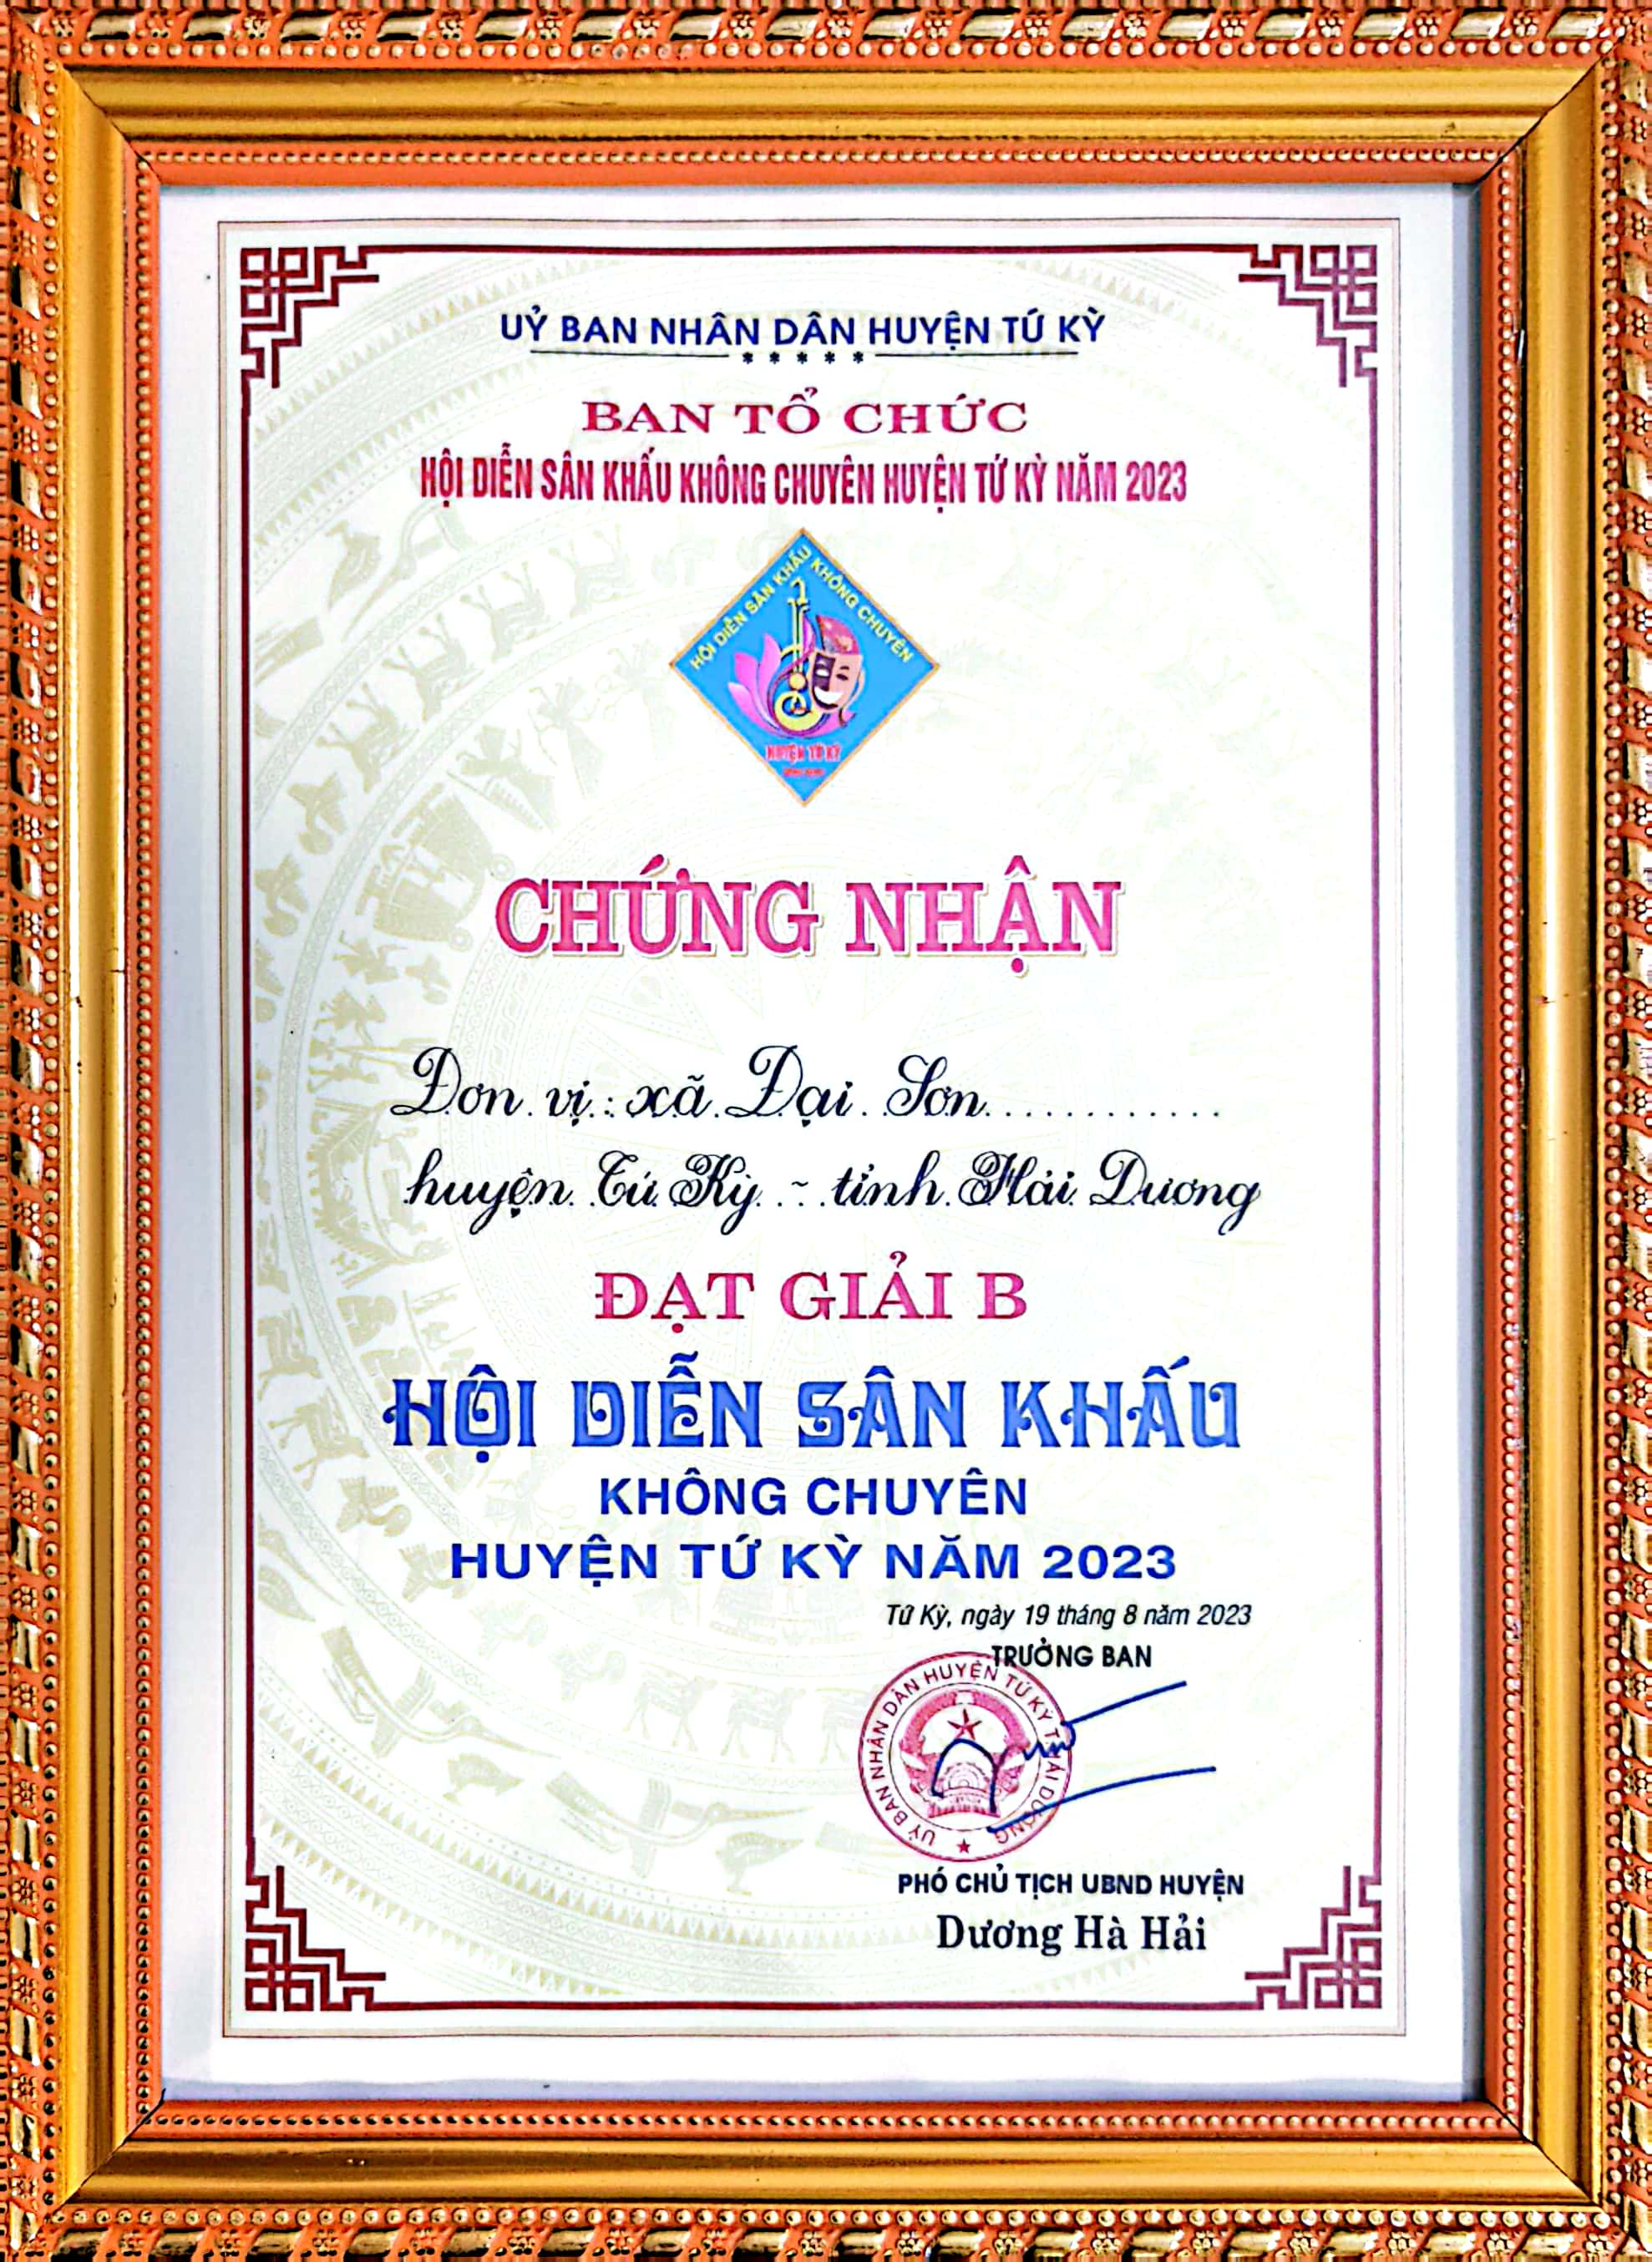 UỶ BAN NHÂN DÂN HUYỆN TỨ KỲ
*****
BAN TỔ CHỨC
HỘI DIỄN SÂN KHẤU KHÔNG CHUYÊN HUYỆN TỨ KỲ NĂM 2023
HỘI DIỄN SÂN KHẤU KHÔNG CHUYÊN
HUYỆN TỨ KỲ
CHỨNG NHẬN
Đơn vị: xã Đại Sơn............
huyện Tứ Kỳ - tỉnh Hải Dương
ĐẠT GIẢI B
HỘI DIỄN SÂN KHẤU
KHÔNG CHUYÊN
HUYỆN TỨ KỲ NĂM 2023
Tứ Kỳ, ngày 19 tháng 8 năm 2023
TRƯỞNG BAN
UỶ BAN NHÂN DÂN HUYỆN TỨ KỲ T. HẢI DƯƠNG
PHÓ CHỦ TỊCH UBND HUYỆN
Dương Hà Hải